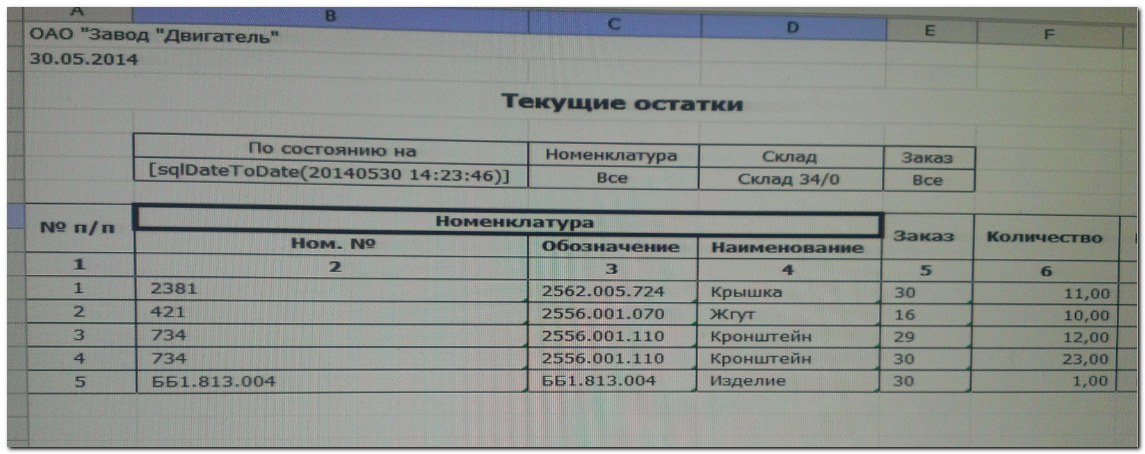 A B C D E F
ОАО "Завод "Двигатель"
30.05.2014
Текущие остатки
По состоянию на Номенклатура Склад Заказ
[sqlDateToDate(20140530 14:23:46)] Все Склад 34/0 Все
№ п/п Номенклатура Заказ Количество
Ном. № Обозначение Наименование
1 2 3 4 5 6
1 2381 2562.005.724 Крышка 30 11,00
2 421 2556.001.070 Жгут 16 10,00
3 734 2556.001.110 Кронштейн 29 12,00
4 734 2556.001.110 Кронштейн 30 23,00
5 ББ1.813.004 ББ1.813.004 Изделие 30 1,00